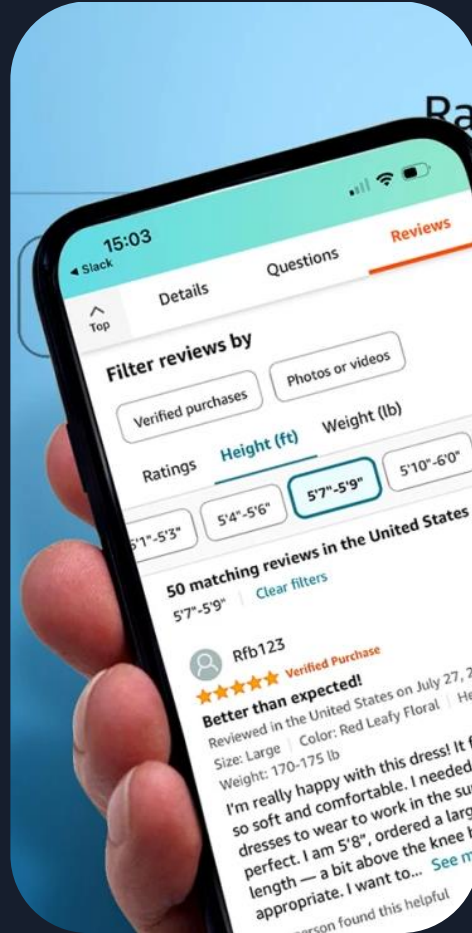 Ra
15:03
◀ Slack
Top
Details
Questions
Reviews
Filter reviews by
Verified purchases
Photos or videos
Ratings
Height (ft)
Weight (lb)
5'1"-5'3"
5'4"-5'6"
5'7"-5'9"
5'10"-6'0"
50 matching reviews in the United States
5'7"-5'9" | Clear filters
Rfb123
Verified Purchase
Better than expected!
Reviewed in the United States on July 27, 2
Size: Large | Color: Red Leafy Floral | He
Weight: 170-175 lb
I'm really happy with this dress! It f
so soft and comfortable. I needed
dresses to wear to work in the su
perfect. I am 5'8", ordered a larg
length — a bit above the knee b
appropriate. I want to... See m
erson found this helpful